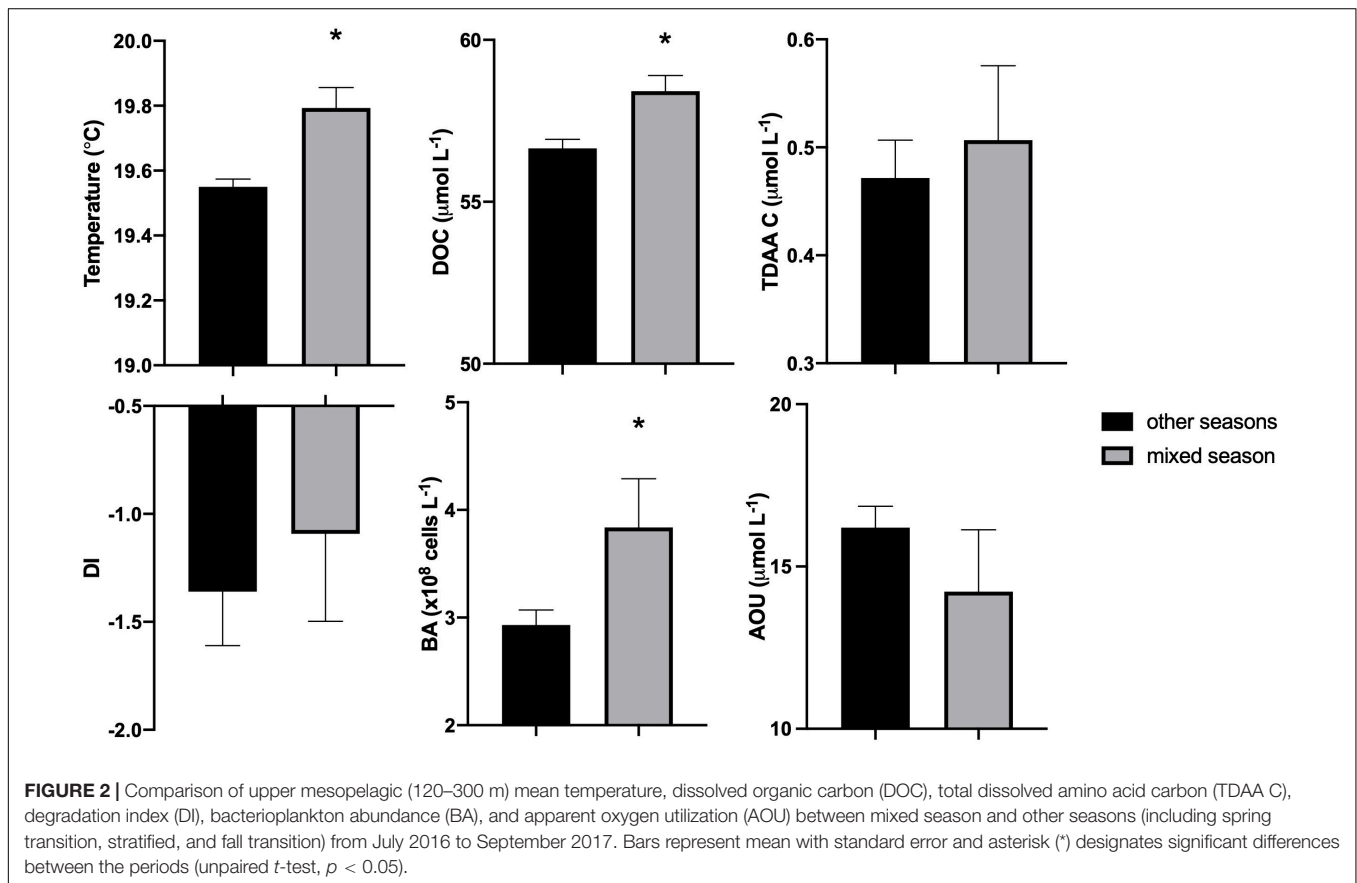 20.0
19.8
19.6
19.4
19.2
19.0
Temperature (°C)
*
60
55
50
DOC (μmol L⁻¹)
*
0.6
0.5
0.4
0.3
TDAA C (μmol L⁻¹)
-0.5
-1.0
-1.5
-2.0
DI
5
4
3
2
BA (x10⁸ cells L⁻¹)
*
20
15
10
AOU (μmol L⁻¹)
other seasons
mixed season
FIGURE 2 | Comparison of upper mesopelagic (120–300 m) mean temperature, dissolved organic carbon (DOC), total dissolved amino acid carbon (TDAA C),
degradation index (DI), bacterioplankton abundance (BA), and apparent oxygen utilization (AOU) between mixed season and other seasons (including spring
transition, stratified, and fall transition) from July 2016 to September 2017. Bars represent mean with standard error and asterisk (*) designates significant differences
between the periods (unpaired t-test, p < 0.05).